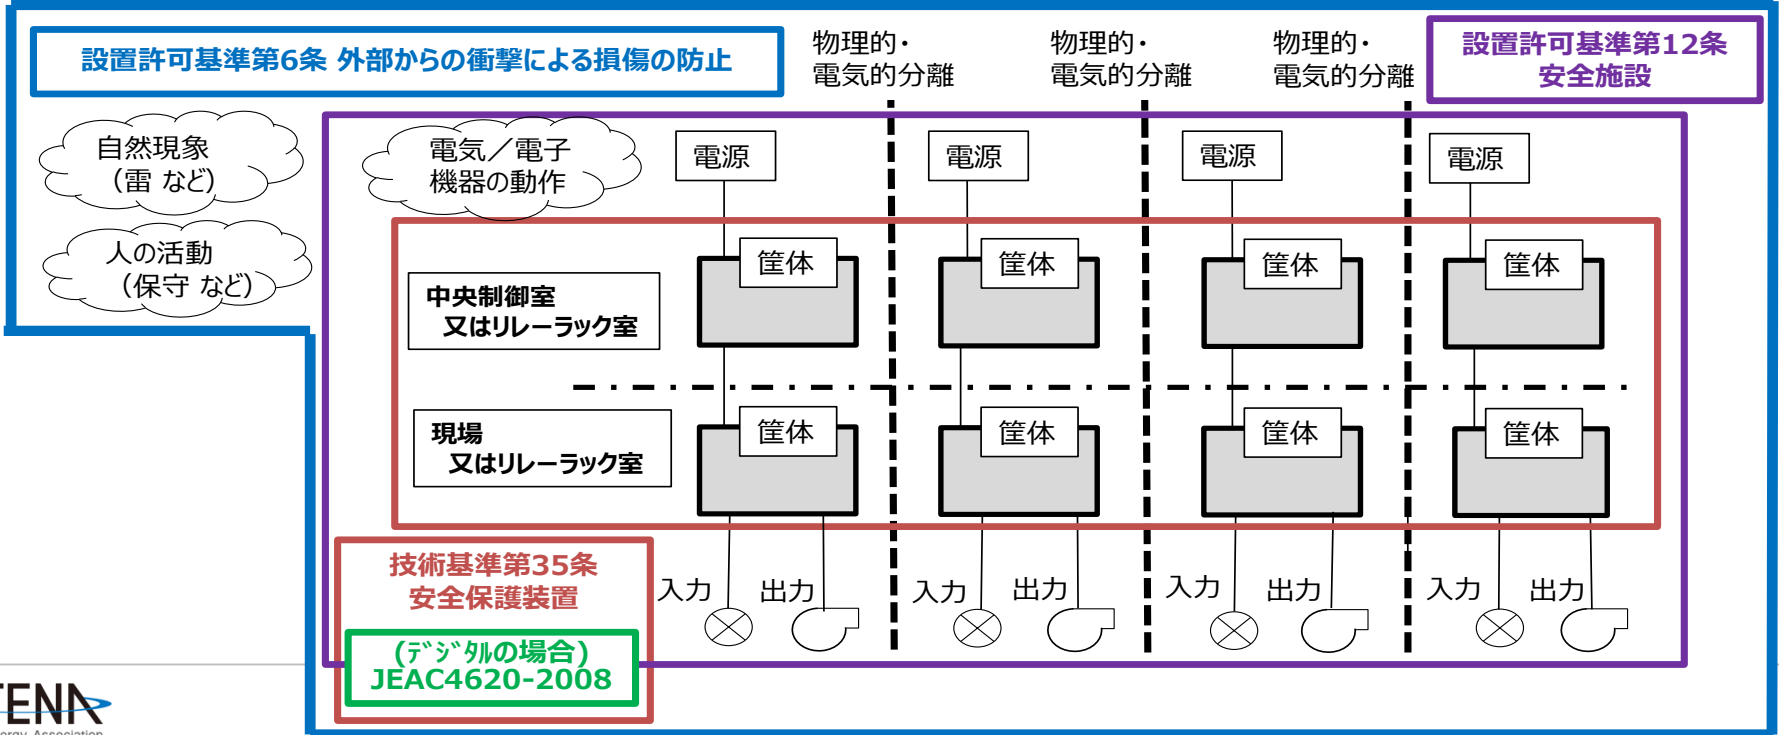 設置許可基準第6条 外部からの衝撃による損傷の防止
物理的・
電気的分離
物理的・
電気的分離
物理的・
電気的分離
設置許可基準第12条
安全施設
自然現象
（雷 など）
人の活動
（保守 など）
電気／電子
機器の動作
電源
電源
電源
電源
筐体
筐体
筐体
筐体
中央制御室
又はリレーラック室
筐体
筐体
筐体
筐体
現場
又はリレーラック室
技術基準第35条
安全保護装置
(ﾃﾞｼﾞﾀﾙの場合)
JEAC4620-2008
入力
出力
入力
出力
入力
出力
入力
出力
TENA
ergy Association